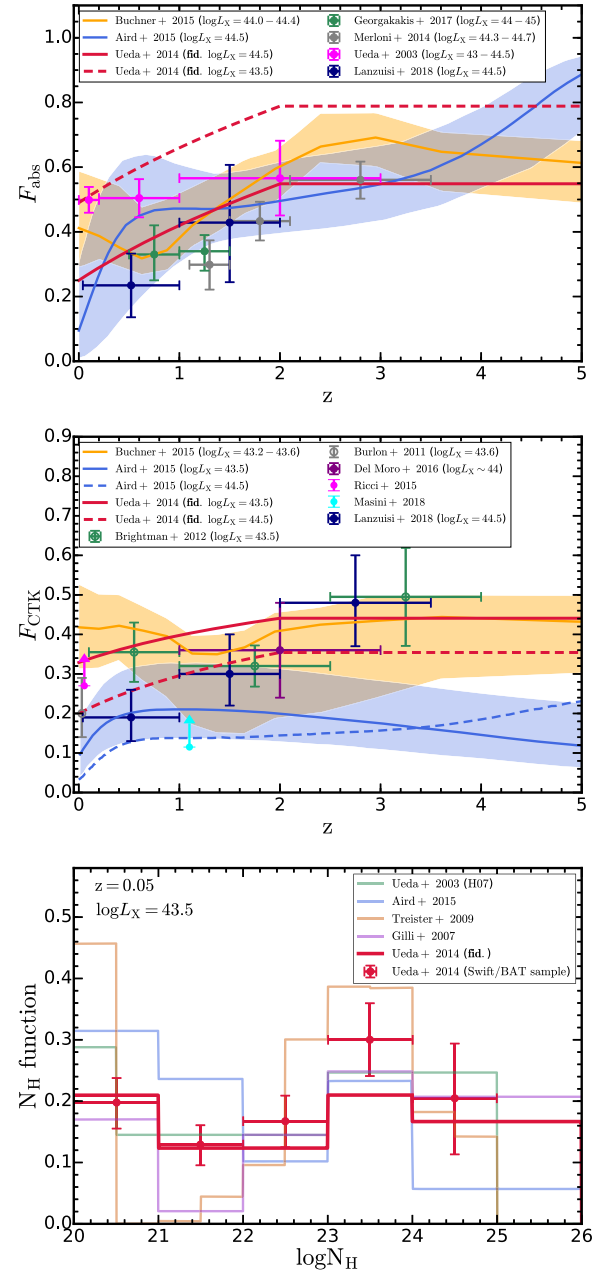 1.0
0.8
0.6
0.4
0.2
0.0
F_abs
Buchner+ 2015 (logL_X = 44.0−44.4)
Aird+ 2015 (logL_X = 44.5)
Ueda+ 2014 (fid. logL_X = 44.5)
Ueda+ 2014 (fid. logL_X = 43.5)
Georgakakis+ 2017 (logL_X = 44−45)
Merloni+ 2014 (logL_X = 44.3−44.7)
Ueda+ 2003 (logL_X = 43−44.5)
Lanzuisi+ 2018 (logL_X = 44.5)
0 1 2 3 4 5
z
0.9
0.8
0.7
0.6
0.5
0.4
0.3
0.2
0.1
0.0
F_CTK
Buchner+ 2015 (logL_X = 43.2−43.6)
Aird+ 2015 (logL_X = 43.5)
Aird+ 2015 (logL_X = 44.5)
Ueda+ 2014 (fid. logL_X = 43.5)
Ueda+ 2014 (fid. logL_X = 44.5)
Brightman+ 2012 (logL_X = 43.5)
Burlon+ 2011 (logL_X = 43.6)
Del Moro+ 2016 (logL_X ∼ 44)
Ricci+ 2015
Masini+ 2018
Lanzuisi+ 2018 (logL_X = 44.5)
0 1 2 3 4 5
z
z = 0.05
logL_X = 43.5
0.5
0.4
0.3
0.2
0.1
0.0
N_H function
Ueda+ 2003 (H07)
Aird+ 2015
Treister+ 2009
Gilli+ 2007
Ueda+ 2014 (fid.)
Ueda+ 2014 (Swift/BAT sample)
20 21 22 23 24 25 26
logN_H